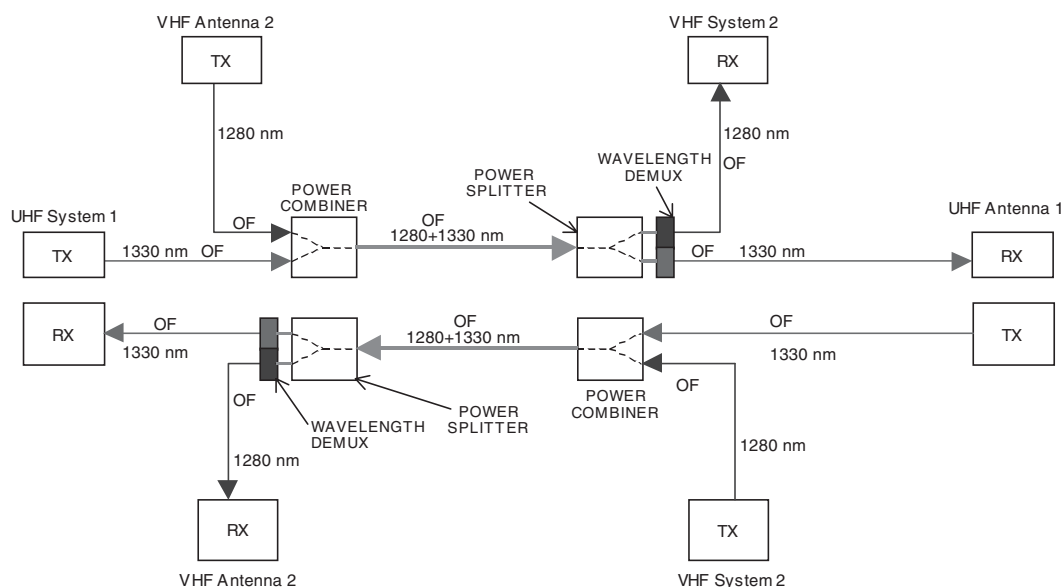 VHF Antenna 2
TX
VHF System 2
RX
1280 nm
1280 nm
OF
WAVELENGTH
DEMUX
POWER
SPLITTER
POWER
COMBINER
UHF System 1
TX
1330 nm
OF
OF
OF
1280+1330 nm
OF
1330 nm
UHF Antenna 1
RX
RX
OF
1330 nm
OF
1280+1330 nm
OF
1330 nm
TX
OF
OF
POWER
COMBINER
WAVELENGTH
DEMUX
POWER
SPLITTER
1280 nm
1280 nm
RX
VHF Antenna 2
TX
VHF System 2